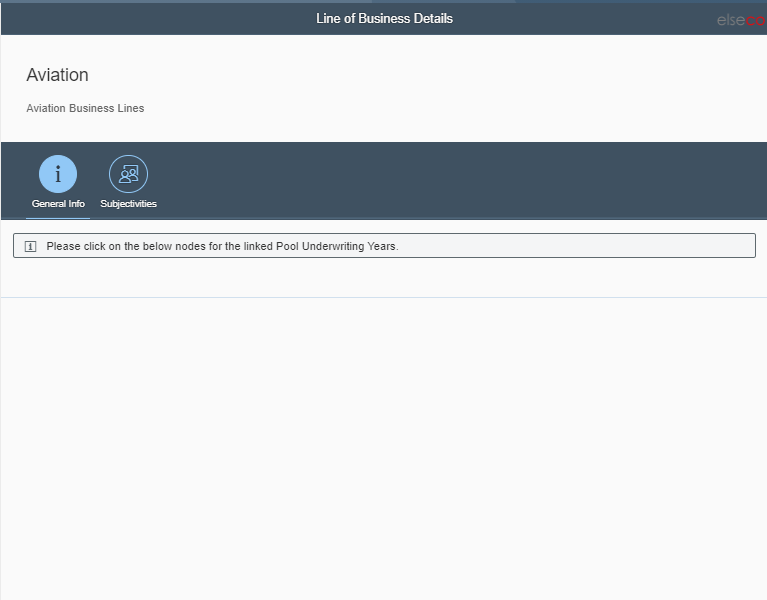 Line of Business Details
elseco
Aviation
Aviation Business Lines
General Info
Subjectivities
Please click on the below nodes for the linked Pool Underwriting Years.